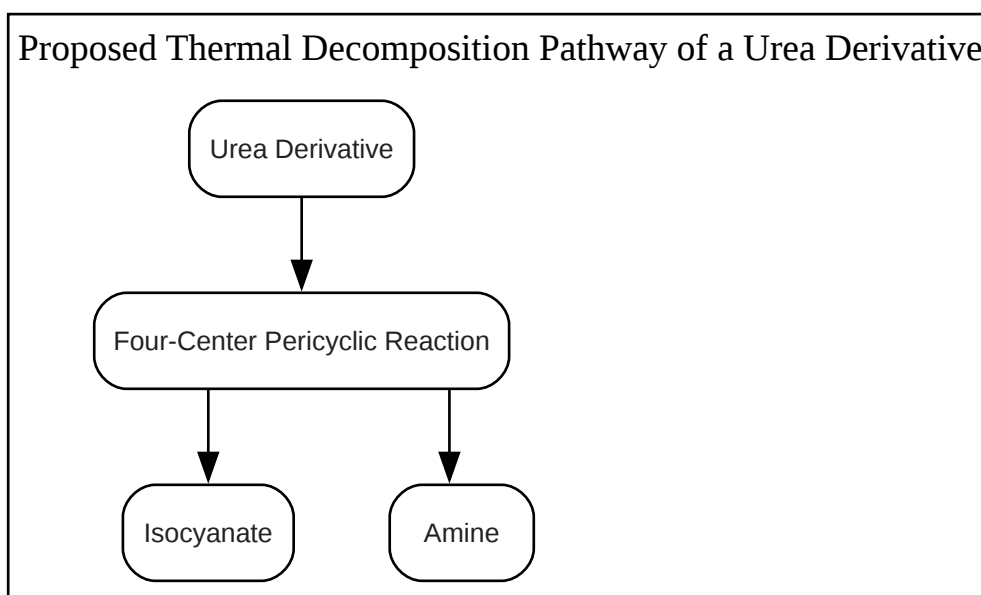 Proposed Thermal Decomposition Pathway of a Urea Derivative
Urea Derivative
Four-Center Pericyclic Reaction
Isocyanate
Amine